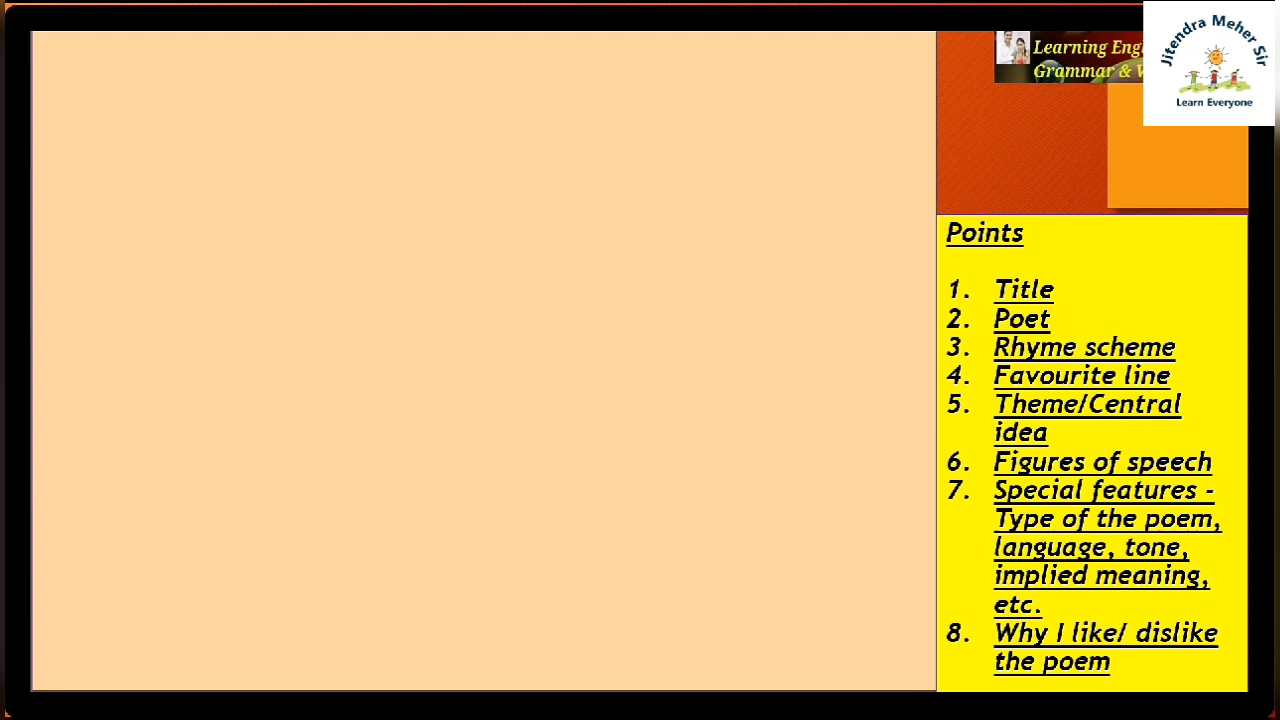 Learning Engl
Grammar & V
Jitendra Meher Sir
Learn Everyone
Points
1. Title
2. Poet
3. Rhyme scheme
4. Favourite line
5. Theme/Central
idea
6. Figures of speech
7. Special features -
Type of the poem,
language, tone,
implied meaning,
etc.
8. Why I like/ dislike
the poem